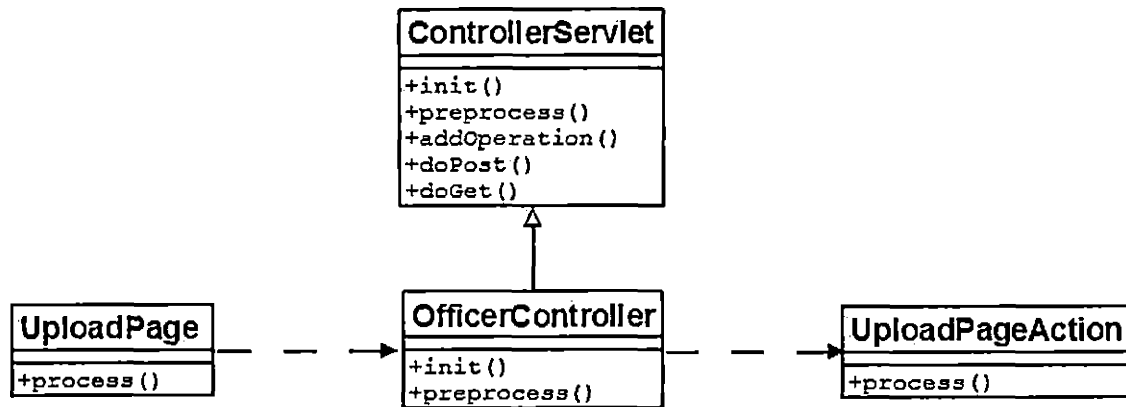 ControllerServlet
+init()
+preprocess()
+addOperation()
+doPost()
+doGet()
UploadPage
+process()
OfficerController
+init()
+preprocess()
UploadPageAction
+process()